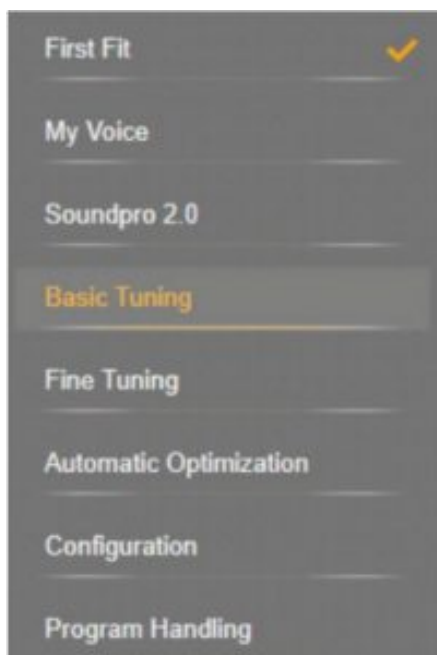 First Fit
My Voice
Soundpro 2.0
Basic Tuning
Fine Tuning
Automatic Optimization
Configuration
Program Handling